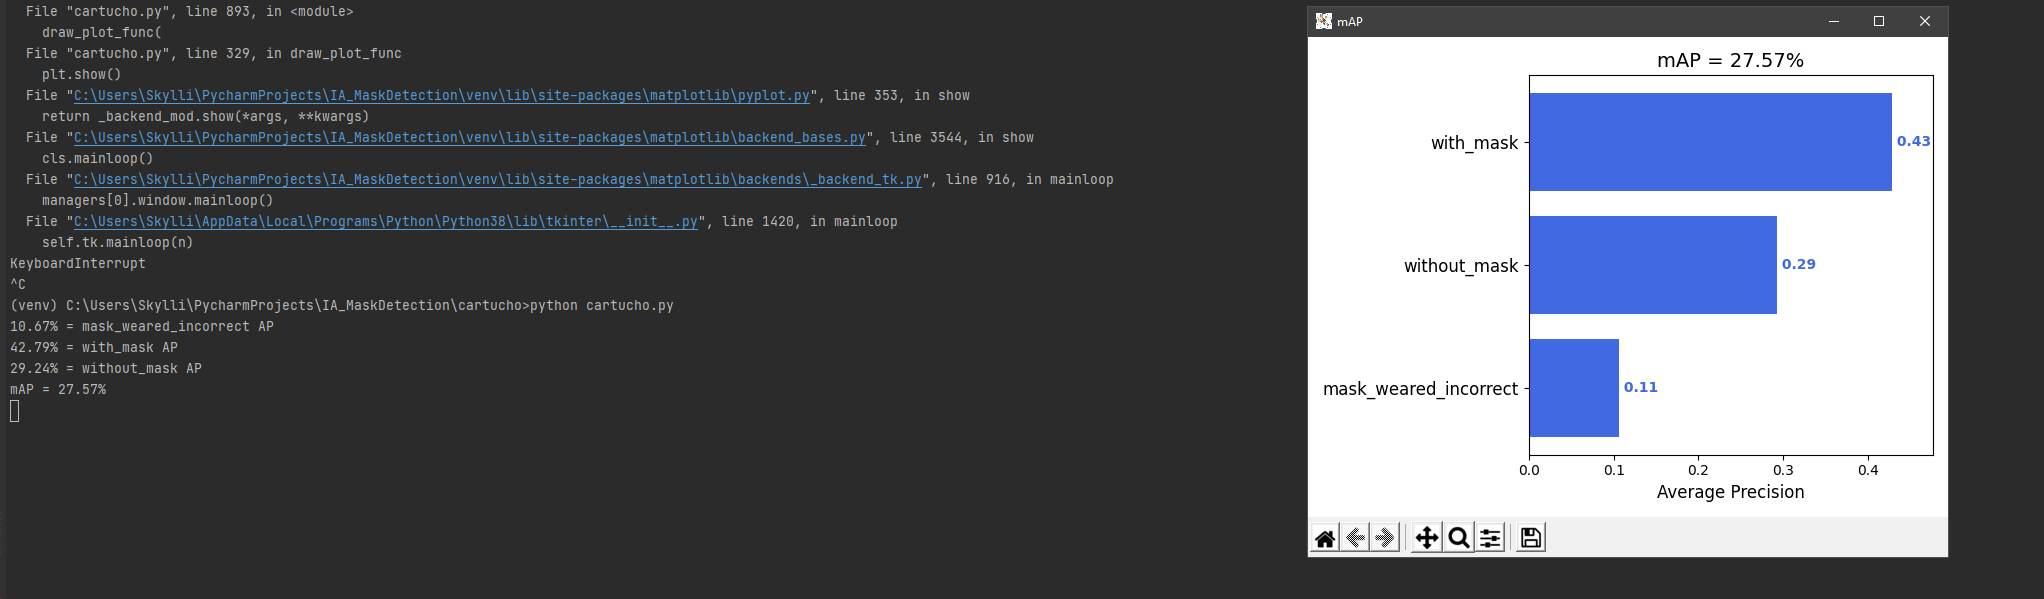 File "cartucho.py", line 893, in <module>
draw_plot_func(
File "cartucho.py", line 329, in draw_plot_func
plt.show()
File "C:\Users\Skylli\PycharmProjects\IA_MaskDetection\venv\lib\site-packages\matplotlib\pyplot.py", line 353, in show
return _backend_mod.show(*args, **kwargs)
File "C:\Users\Skylli\PycharmProjects\IA_MaskDetection\venv\lib\site-packages\matplotlib\backend_bases.py", line 3544, in show
cls.mainloop()
File "C:\Users\Skylli\PycharmProjects\IA_MaskDetection\venv\lib\site-packages\matplotlib\backends\_backend_tk.py", line 916, in mainloop
managers[0].window.mainloop()
File "C:\Users\Skylli\AppData\Local\Programs\Python\Python38\lib\tkinter\__init__.py", line 1420, in mainloop
self.tk.mainloop(n)
KeyboardInterrupt
^C
(venv) C:\Users\Skylli\PycharmProjects\IA_MaskDetection\cartucho>python cartucho.py
10.67% = mask_weared_incorrect AP
42.79% = with_mask AP
29.24% = without_mask AP
mAP = 27.57%
mAP
mAP = 27.57%
with_mask 0.43
without_mask 0.29
mask_weared_incorrect 0.11
0.0 0.1 0.2 0.3 0.4
Average Precision